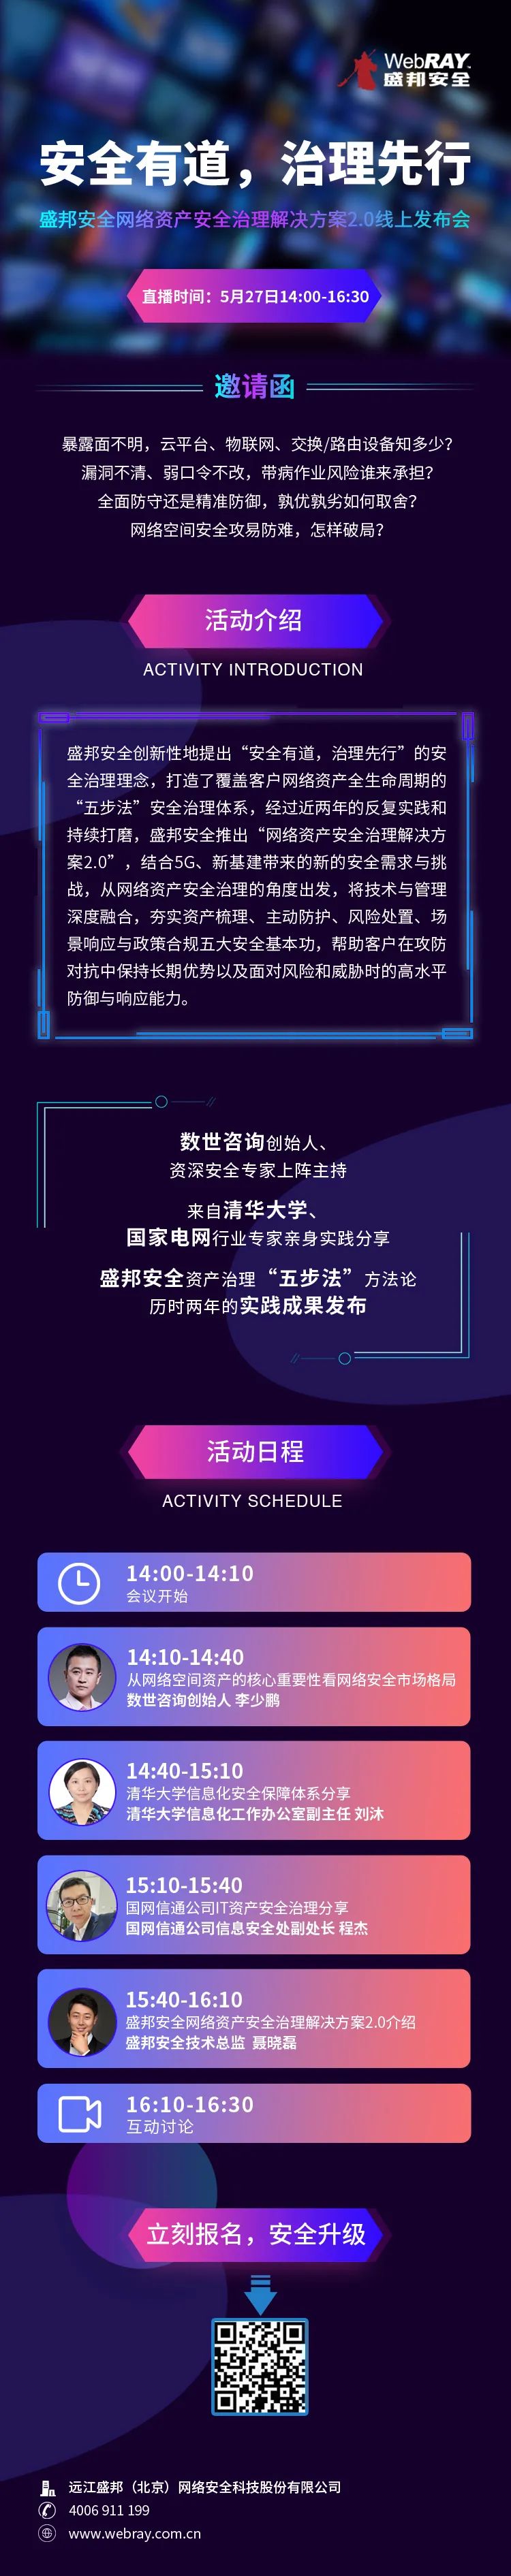 WebRAY
盛邦安全
安全有道，治理先行
盛邦安全网络资产安全治理解决方案2.0线上发布会
直播时间：5月27日14:00-16:30
邀请函
暴露面不明，云平台、物联网、交换/路由设备知多少？
漏洞不清、弱口令不改，带病作业风险谁来承担？
全面防守还是精准防御，孰优孰劣如何取舍？
网络空间安全攻易防难，怎样破局？
活动介绍
ACTIVITY INTRODUCTION
盛邦安全创新性地提出“安全有道，治理先行”的安
全治理理念，打造了覆盖客户网络资产全生命周期的
“五步法”安全治理体系，经过近两年的反复实践和
持续打磨，盛邦安全推出“网络资产安全治理解决方
案2.0”，结合5G、新基建带来的新的安全需求与挑
战，从网络资产安全治理的角度出发，将技术与管理
深度融合，夯实资产梳理、主动防护、风险处置、场
景响应与政策合规五大安全基本功，帮助客户在攻防
对抗中保持长期优势以及面对风险和威胁时的高水平
防御与响应能力。
数世咨询创始人、
资深安全专家上阵主持
来自清华大学、
国家电网行业专家亲身实践分享
盛邦安全资产治理“五步法”方法论
历时两年的实践成果发布
活动日程
ACTIVITY SCHEDULE
14:00-14:10
会议开始
14:10-14:40
从网络空间资产的核心重要性看网络安全市场格局
数世咨询创始人 李少鹏
14:40-15:10
清华大学信息化安全保障体系分享
清华大学信息化工作办公室副主任 刘沐
15:10-15:40
国网信通公司IT资产安全治理分享
国网信通公司信息安全处副处长 程杰
15:40-16:10
盛邦安全网络资产安全治理解决方案2.0介绍
盛邦安全技术总监 聂晓磊
16:10-16:30
互动讨论
立刻报名，安全升级
远江盛邦（北京）网络安全科技股份有限公司
4006 911 199
www.webray.com.cn